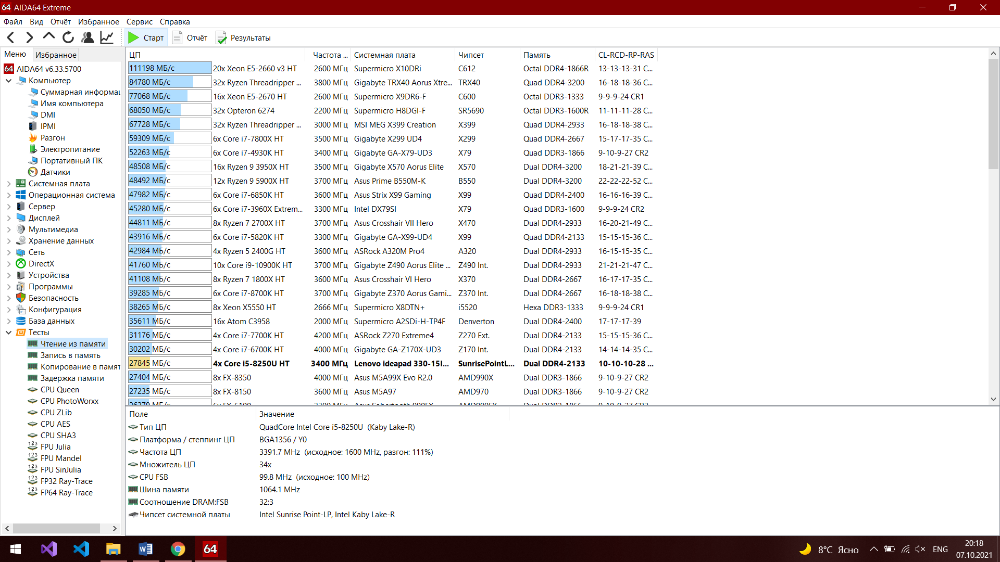 AIDA64 Extreme
Файл Вид Отчёт Избранное Сервис Справка
Старт Отчёт Результаты
Меню Избранное
AIDA64 v6.33.5700
Компьютер
Суммарная информац
Имя компьютера
DMI
IPMI
Разгон
Электропитание
Портативный ПК
Датчики
Системная плата
Операционная система
Сервер
Дисплей
Мультимедиа
Хранение данных
Сеть
DirectX
Устройства
Программы
Безопасность
Конфигурация
База данных
Тесты
Чтение из памяти
Запись в память
Копирование в памят
Задержка памяти
CPU Queen
CPU PhotoWorxx
CPU ZLib
CPU AES
CPU SHA3
FPU Julia
FPU Mandel
FPU SinJulia
FP32 Ray-Trace
FP64 Ray-Trace
ЦП Частота ... Системная плата Чипсет Память CL-RCD-RP-RAS
111198 МБ/с 20x Xeon E5-2660 v3 HT 2600 МГц Supermicro X10DRi C612 Octal DDR4-1866R 13-13-13-31 C...
84780 МБ/с 32x Ryzen Threadripper ... 3800 МГц Gigabyte TRX40 Aorus Xtre... TRX40 Quad DDR4-3200 16-18-18-36 C...
77068 МБ/с 16x Xeon E5-2670 HT 2600 МГц Supermicro X9DR6-F C600 Octal DDR3-1333 9-9-9-24 CR1
68050 МБ/с 32x Opteron 6274 2200 МГц Supermicro H8DGI-F SR5690 Octal DDR3-1600R 11-11-11-28 C...
67728 МБ/с 32x Ryzen Threadripper ... 3000 МГц MSI MEG X399 Creation X399 Quad DDR4-2933 16-18-18-38 C...
59309 МБ/с 6x Core i7-7800X HT 3500 МГц Gigabyte X299 UD4 X299 Quad DDR4-2667 15-17-17-35 C...
52263 МБ/с 6x Core i7-4930K HT 3400 МГц Gigabyte GA-X79-UD3 X79 Quad DDR3-1866 9-10-9-27 CR2
48508 МБ/с 16x Ryzen 9 3950X HT 3500 МГц Gigabyte X570 Aorus Elite X570 Dual DDR4-3200 18-21-21-39 C...
48492 МБ/с 12x Ryzen 9 5900X HT 3700 МГц Asus Prime B550M-K B550 Dual DDR4-3200 22-22-22-52 C...
47982 МБ/с 6x Core i7-6850K HT 3600 МГц Asus Strix X99 Gaming X99 Quad DDR4-2400 16-16-16-39 C...
45280 МБ/с 6x Core i7-3960X Extrem... 3300 МГц Intel DX79SI X79 Quad DDR3-1600 9-9-9-24 CR2
44811 МБ/с 8x Ryzen 7 2700X HT 3700 МГц Asus Crosshair VII Hero X470 Dual DDR4-2933 16-20-21-49 C...
43916 МБ/с 6x Core i7-5820K HT 3300 МГц Gigabyte GA-X99-UD4 X99 Quad DDR4-2133 15-15-15-36 C...
42984 МБ/с 4x Ryzen 5 2400G HT 3600 МГц ASRock A320M Pro4 A320 Dual DDR4-2933 16-15-15-35 C...
41760 МБ/с 10x Core i9-10900K HT 3700 МГц Gigabyte Z490 Aorus Elite ... Z490 Int. Dual DDR4-2933 21-21-21-47 C...
41108 МБ/с 8x Ryzen 7 1800X HT 3600 МГц Asus Crosshair VI Hero X370 Dual DDR4-2667 16-17-17-35 C...
39285 МБ/с 6x Core i7-8700K HT 3700 МГц Gigabyte Z370 Aorus Gami... Z370 Int. Dual DDR4-2667 16-18-18-38 C...
38265 МБ/с 8x Xeon X5550 HT 2666 МГц Supermicro X8DTN+ i5520 Hexa DDR3-1333 9-9-9-24 CR1
35611 МБ/с 16x Atom C3958 2000 МГц Supermicro A2SDi-H-TP4F Denverton Dual DDR4-2400 17-17-17-39
31176 МБ/с 4x Core i7-7700K HT 4200 МГц ASRock Z270 Extreme4 Z270 Ext. Dual DDR4-2133 15-15-15-36 C...
30202 МБ/с 4x Core i7-6700K HT 4000 МГц Gigabyte GA-Z170X-UD3 Z170 Int. Dual DDR4-2133 14-14-14-35 C...
27845 МБ/с 4x Core i5-8250U HT 3400 МГц Lenovo ideapad 330-15I... SunrisePointL... Dual DDR4-2133 10-10-10-28 ...
27404 МБ/с 8x FX-8350 4000 МГц Asus M5A99X Evo R2.0 AMD990X Dual DDR3-1866 9-10-9-27 CR2
27235 МБ/с 8x FX-8150 3600 МГц Asus M5A97 AMD970 Dual DDR3-1866 9-10-9-27 CR2
Поле Значение
Тип ЦП QuadCore Intel Core i5-8250U (Kaby Lake-R)
Платформа / степпинг ЦП BGA1356 / Y0
Частота ЦП 3391.7 MHz (исходное: 1600 MHz, разгон: 111%)
Множитель ЦП 34x
CPU FSB 99.8 MHz (исходное: 100 MHz)
Шина памяти 1064.1 MHz
Соотношение DRAM:FSB 32:3
Чипсет системной платы Intel Sunrise Point-LP, Intel Kaby Lake-R
64 8°C Ясно ENG 20:18
07.10.2021